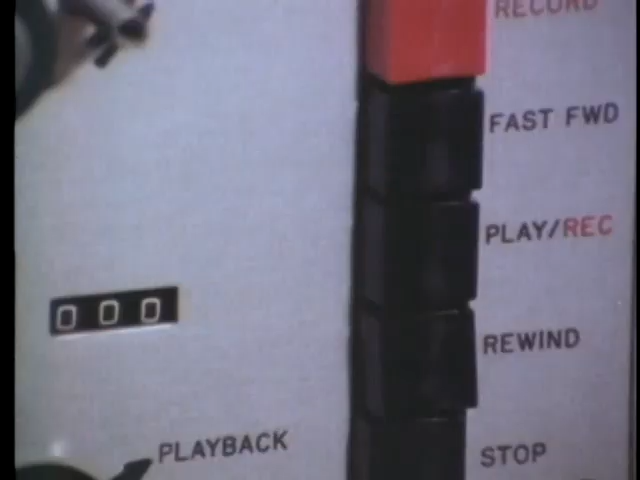 RECORD
FAST FWD
PLAY/REC
000
REWIND
PLAYBACK
STOP